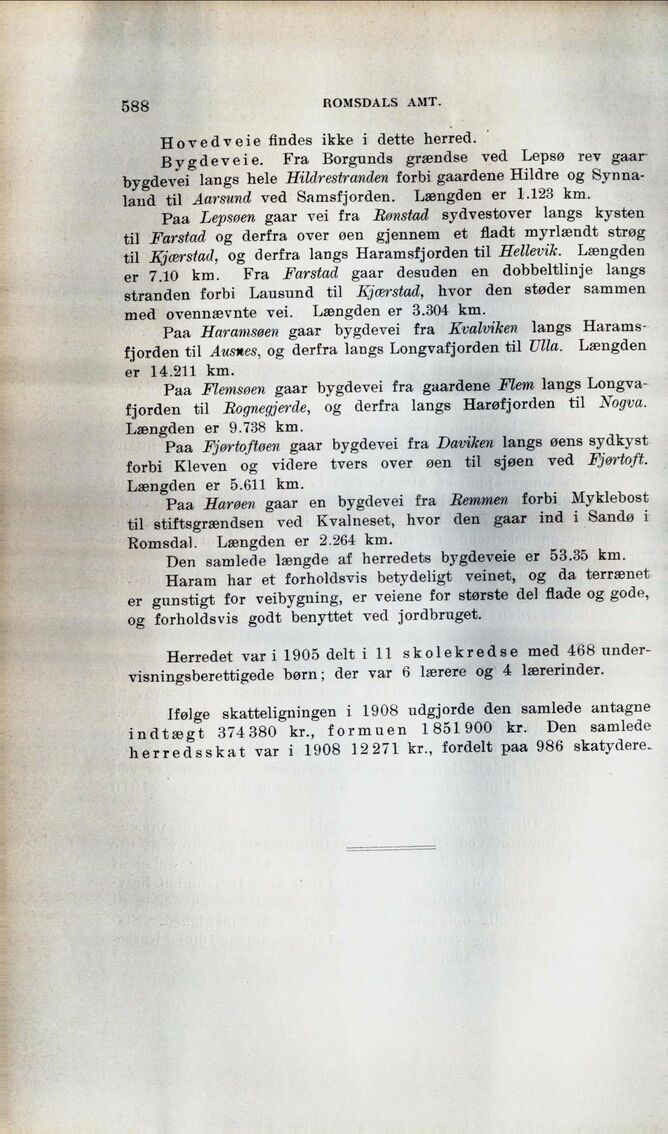 588
ROMSDALS AMT.
Hovedveie findes ikke i dette herred.
Bygdeveie. Fra Borgunds grændse ved Lepsø rev gaar
bygdevei langs hele Hildrestranden forbi gaardene Hildre og Synna-
land til Aarsund ved Samsfjorden. Længden er 1.123 km.
Paa Lepsøen gaar vei fra Rønstad sydvestover langs kysten
til Farstad og derfra over øen gjennem et fladt myrlændt strøg
til Kjærstad, og derfra langs Haramsfjorden til Hellevik. Længden
er 7.10 km. Fra Farstad gaar desuden en dobbeltlinje langs
stranden forbi Lausund til Kjærstad, hvor den støder sammen
med ovennævnte vei. Længden er 3.304 km.
Paa Haramsøen gaar bygdevei fra Kvalviken langs Harams-
fjorden til Ausnes, og derfra langs Longvafjorden til Ulla. Længden
er 14.211 km.
Paa Flemsøen gaar bygdevei fra gaardene Flem langs Longva-
fjorden til Rognegjerde, og derfra langs Harøfjorden til Nogva.
Længden er 9.738 km.
Paa Fjørtoftøen gaar bygdevei fra Daviken langs øens sydkyst
forbi Kleven og videre tvers over øen til sjøen ved Fjørtoft.
Længden er 5.611 km.
Paa Harøen gaar en bygdevei fra Remmen forbi Myklebost
til stiftsgrændsen ved Kvalneset, hvor den gaar ind i Sandø i
Romsdal. Længden er 2.264 km.
Den samlede længde af herredets bygdeveie er 53.35 km.
Haram har et forholdsvis betydeligt veinet, og da terrænet
er gunstigt for veibygning, er veiene for største del flade og gode,
og forholdsvis godt benyttet ved jordbruget.
Herredet var i 1905 delt i 11 skolekredse med 468 under-
visningsberettigede børn; der var 6 lærere og 4 lærerinder.
Ifølge skatteligningen i 1908 udgjorde den samlede antagne
indtægt 374 380 kr., formuen 1 851 900 kr. Den samlede
herredsskat var i 1908 12 271 kr., fordelt paa 986 skatydere.